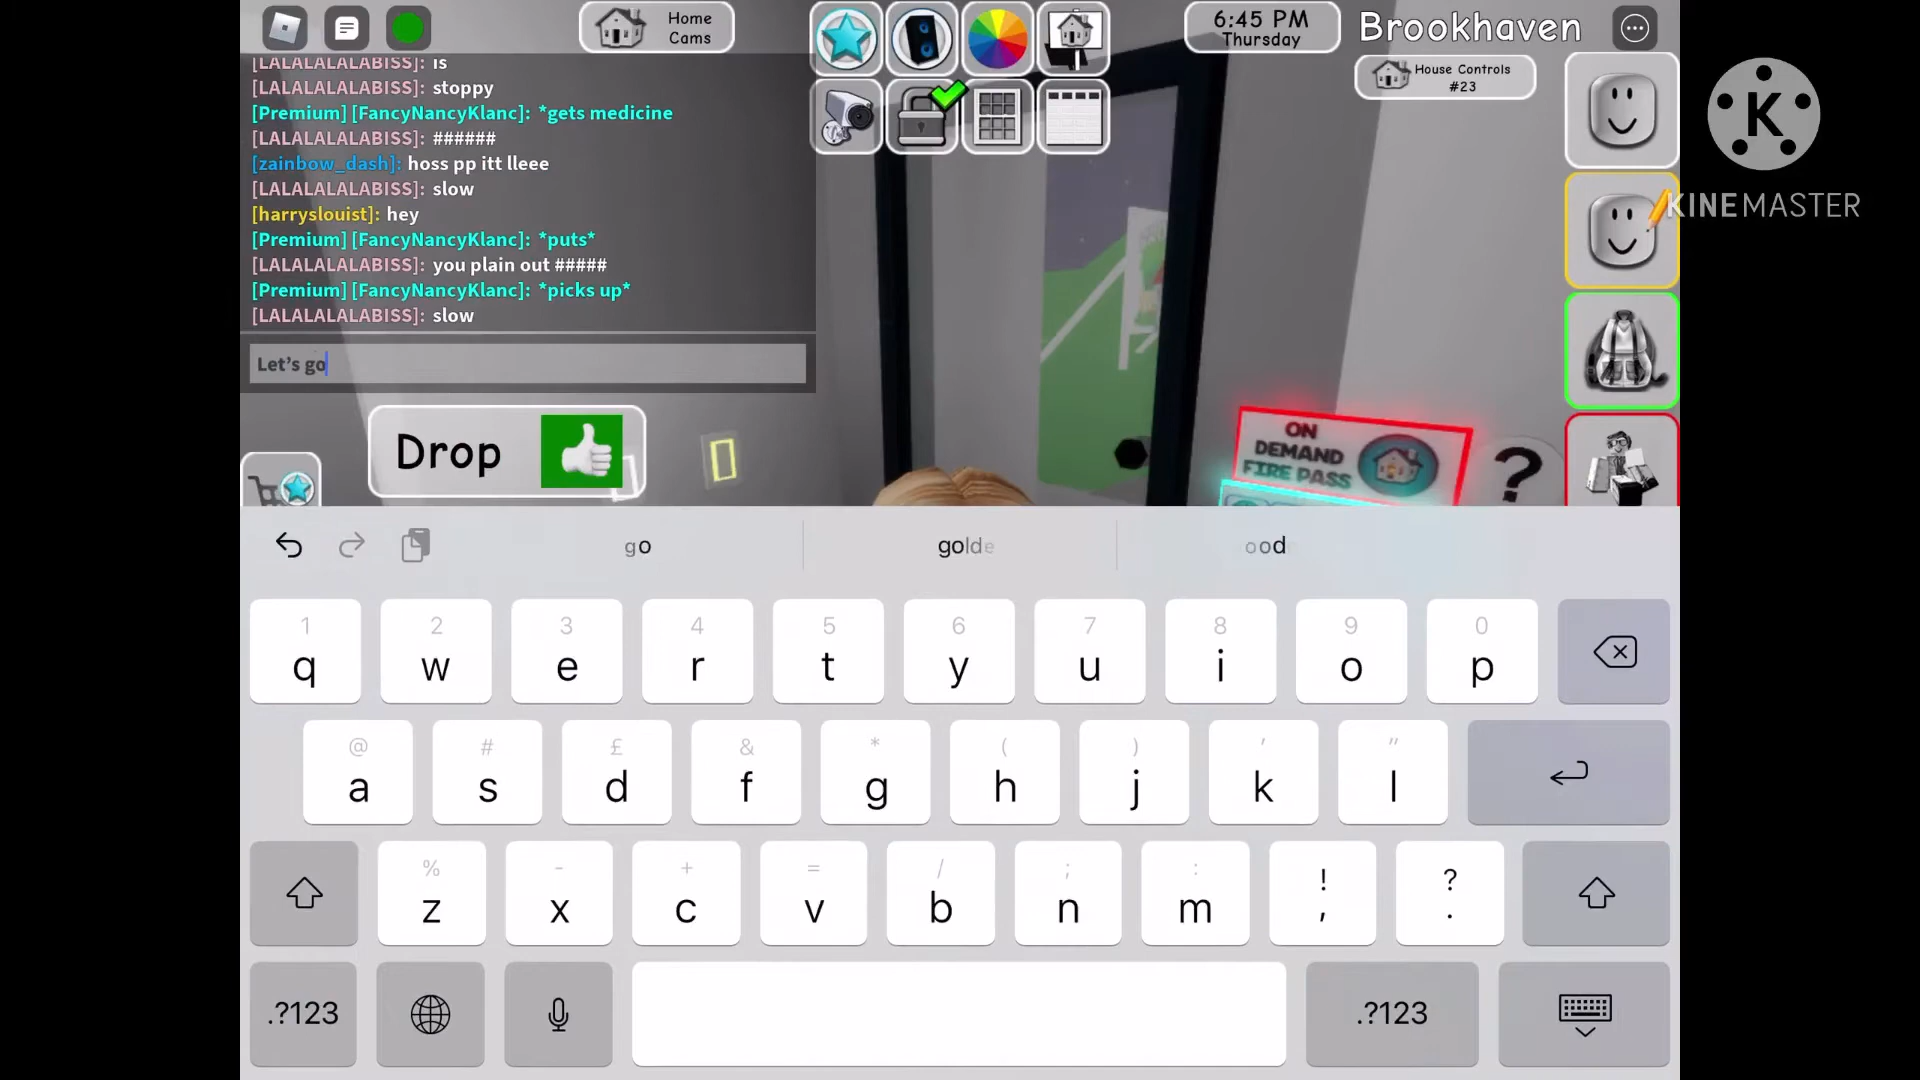 Home
Cams
6:45 PM
Thursday
Brookhaven
House Controls
#23
K
KINEMASTER
[LALALALALABISS]: is
[LALALALALABISS]: stoppy
[Premium] [FancyNancyKlanc]: *gets medicine
[LALALALALABISS]: ######
[zainbow_dash]: hoss pp itt lleee
[LALALALALABISS]: slow
[harryslouist]: hey
[Premium] [FancyNancyKlanc]: *puts*
[LALALALALABISS]: you plain out #####
[Premium] [FancyNancyKlanc]: *picks up*
[LALALALALABISS]: slow
Let's go
Drop
ON
DEMAND
FIRE PASS
?
go
golde
ood
1 2 3 4 5 6 7 8 9 0
q w e r t y u i o p
@ # £ & * ( ) ' "
a s d f g h j k l
% - + = / ; : ! ?
z x c v b n m , .
.?123 .?123